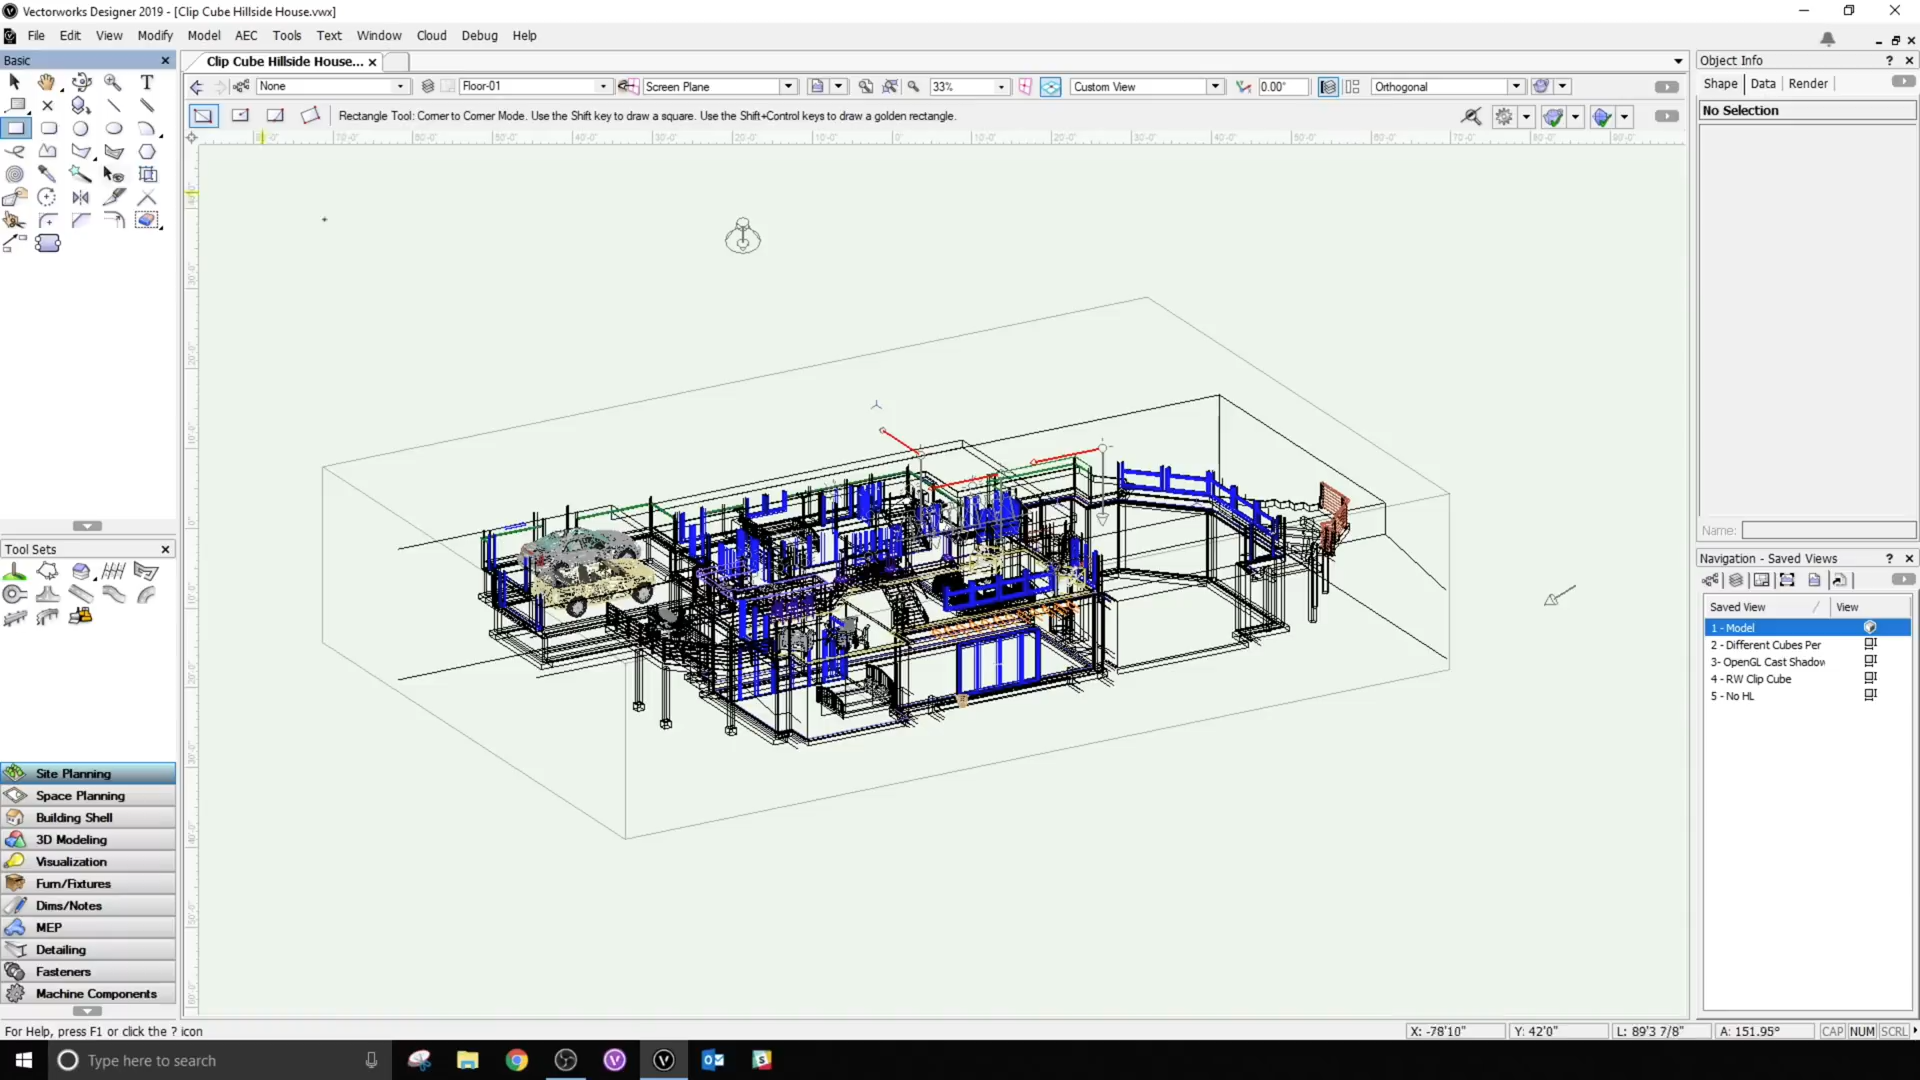 Vectorworks Designer 2019 - [Clip Cube Hillside House.vwx]
File Edit View Modify AEC Tools Text Window Cloud Debug Help
Basic
Clip Cube Hillside House...
Object Info
None
Floor-01
Screen Plane
33%
Custom View
0.00°
Orthogonal
Shape Data Render
Rectangle Tool: Corner to Corner Mode. Use the Shift key to draw a square. Use the Shift+Control keys to draw a golden rectangle.
No Selection
Name:
Tool Sets
Navigation - Saved Views
Saved View / View
1 - Model
2 - Different Cubes Per
3- OpenGL Cast Shadow
4 - RW Clip Cube
5 - No HL
Site Planning
Space Planning
Building Shell
3D Modeling
Visualization
Furn/Fixtures
Dims/Notes
MEP
Detailing
Fasteners
Machine Components
For Help, press F1 or click the ? icon
X: -78'10"
Y: 42'0"
L: 89'3 7/8"
A: 151.95°
CAP NUM SCRL
Type here to search